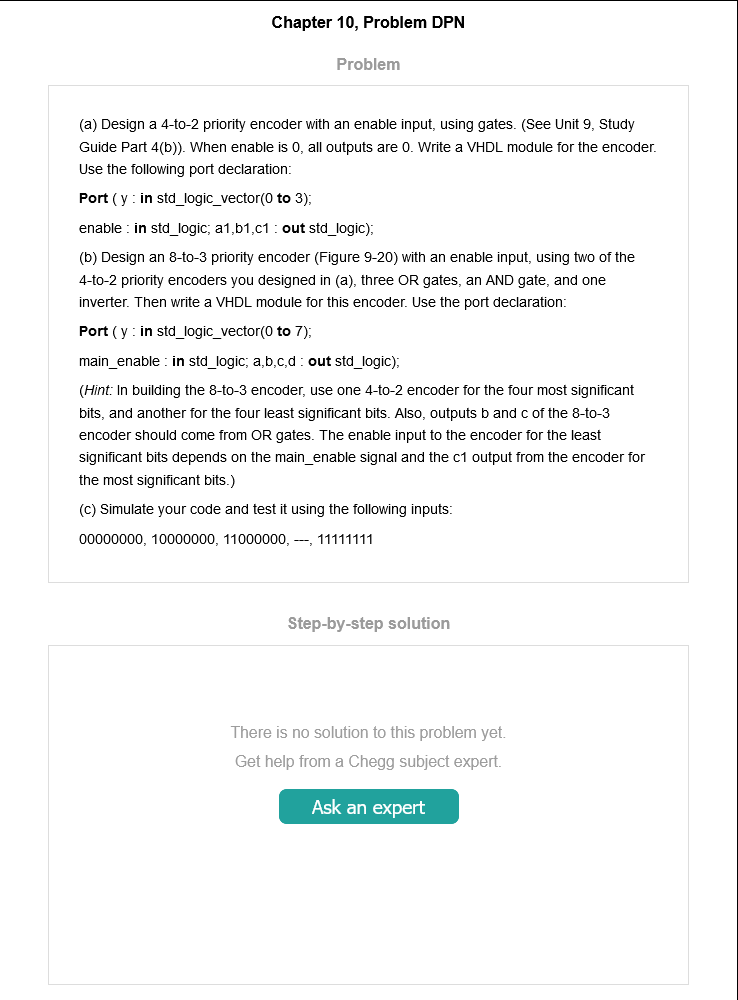 Chapter 10, Problem DPN
Problem
(a) Design a 4-to-2 priority encoder with an enable input, using gates. (See Unit 9, Study
Guide Part 4(b)). When enable is 0, all outputs are 0. Write a VHDL module for the encoder.
Use the following port declaration:
Port ( y : in std_logic_vector(0 to 3);
enable : in std_logic; a1,b1,c1 : out std_logic);
(b) Design an 8-to-3 priority encoder (Figure 9-20) with an enable input, using two of the
4-to-2 priority encoders you designed in (a), three OR gates, an AND gate, and one
inverter. Then write a VHDL module for this encoder. Use the port declaration:
Port ( y : in std_logic_vector(0 to 7);
main_enable : in std_logic; a,b,c,d : out std_logic);
(Hint: In building the 8-to-3 encoder, use one 4-to-2 encoder for the four most significant
bits, and another for the four least significant bits. Also, outputs b and c of the 8-to-3
encoder should come from OR gates. The enable input to the encoder for the least
significant bits depends on the main_enable signal and the c1 output from the encoder for
the most significant bits.)
(c) Simulate your code and test it using the following inputs:
00000000, 10000000, 11000000, ---, 11111111
Step-by-step solution
There is no solution to this problem yet.
Get help from a Chegg subject expert.
Ask an expert